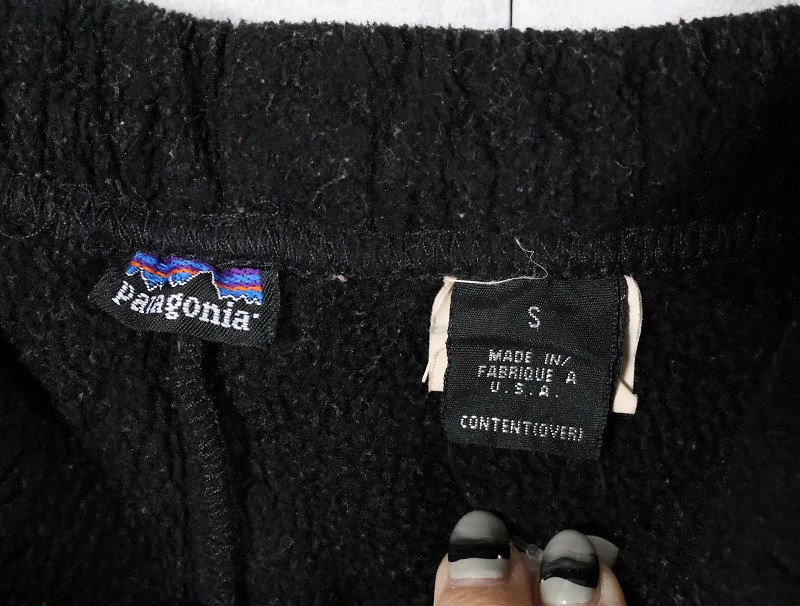 patagonia
S
MADE IN/
FABRIQUE A
U.S.A.
CONTENT(OVER)